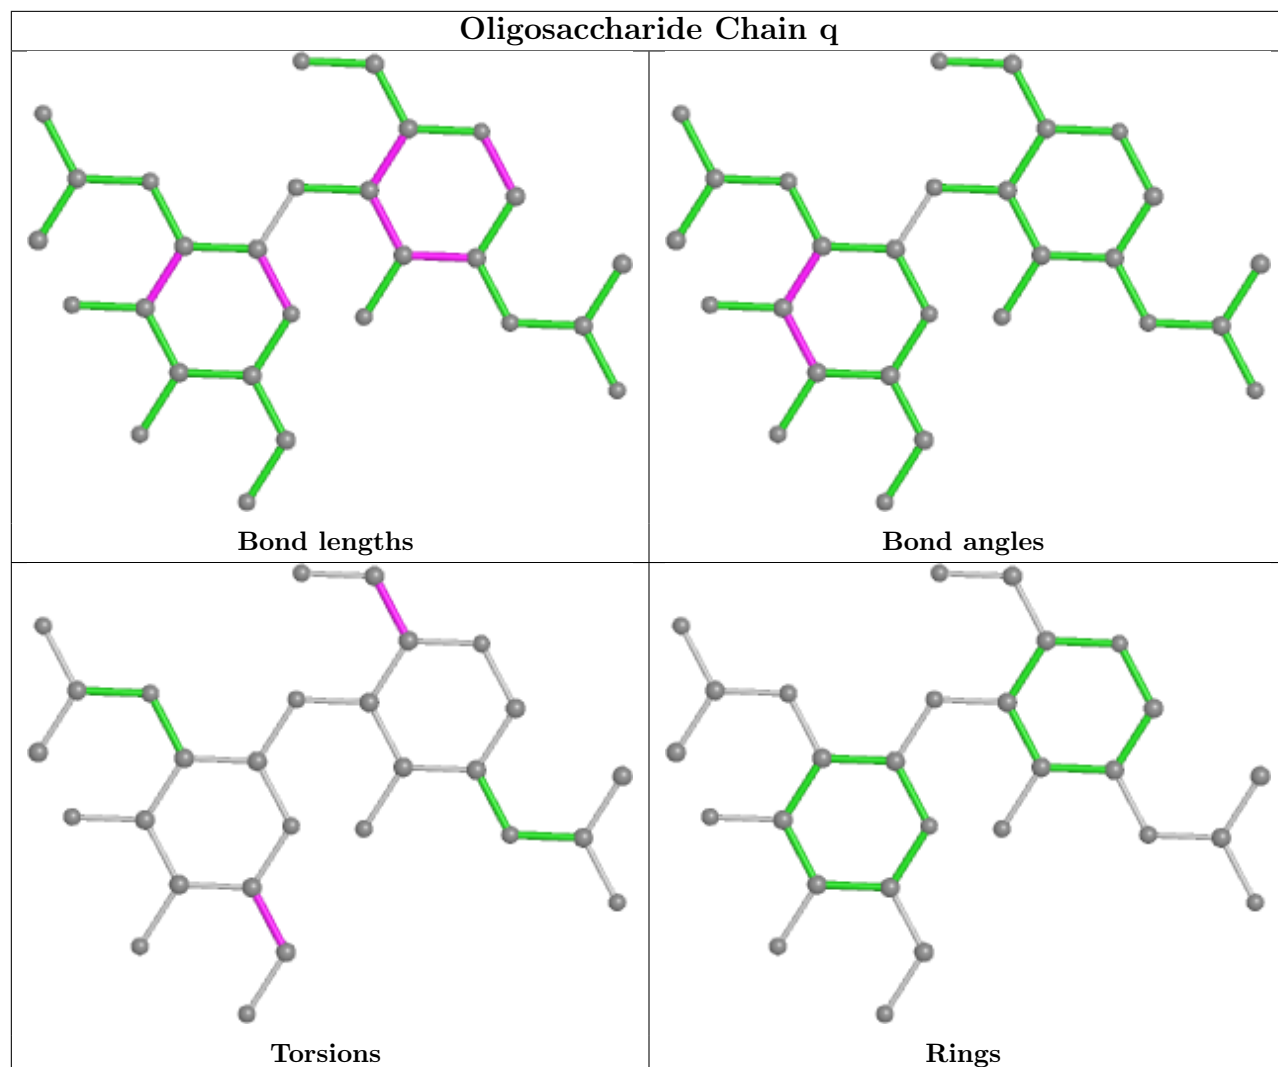 Oligosaccharide Chain q
Bond lengths
Bond angles
Torsions
Rings